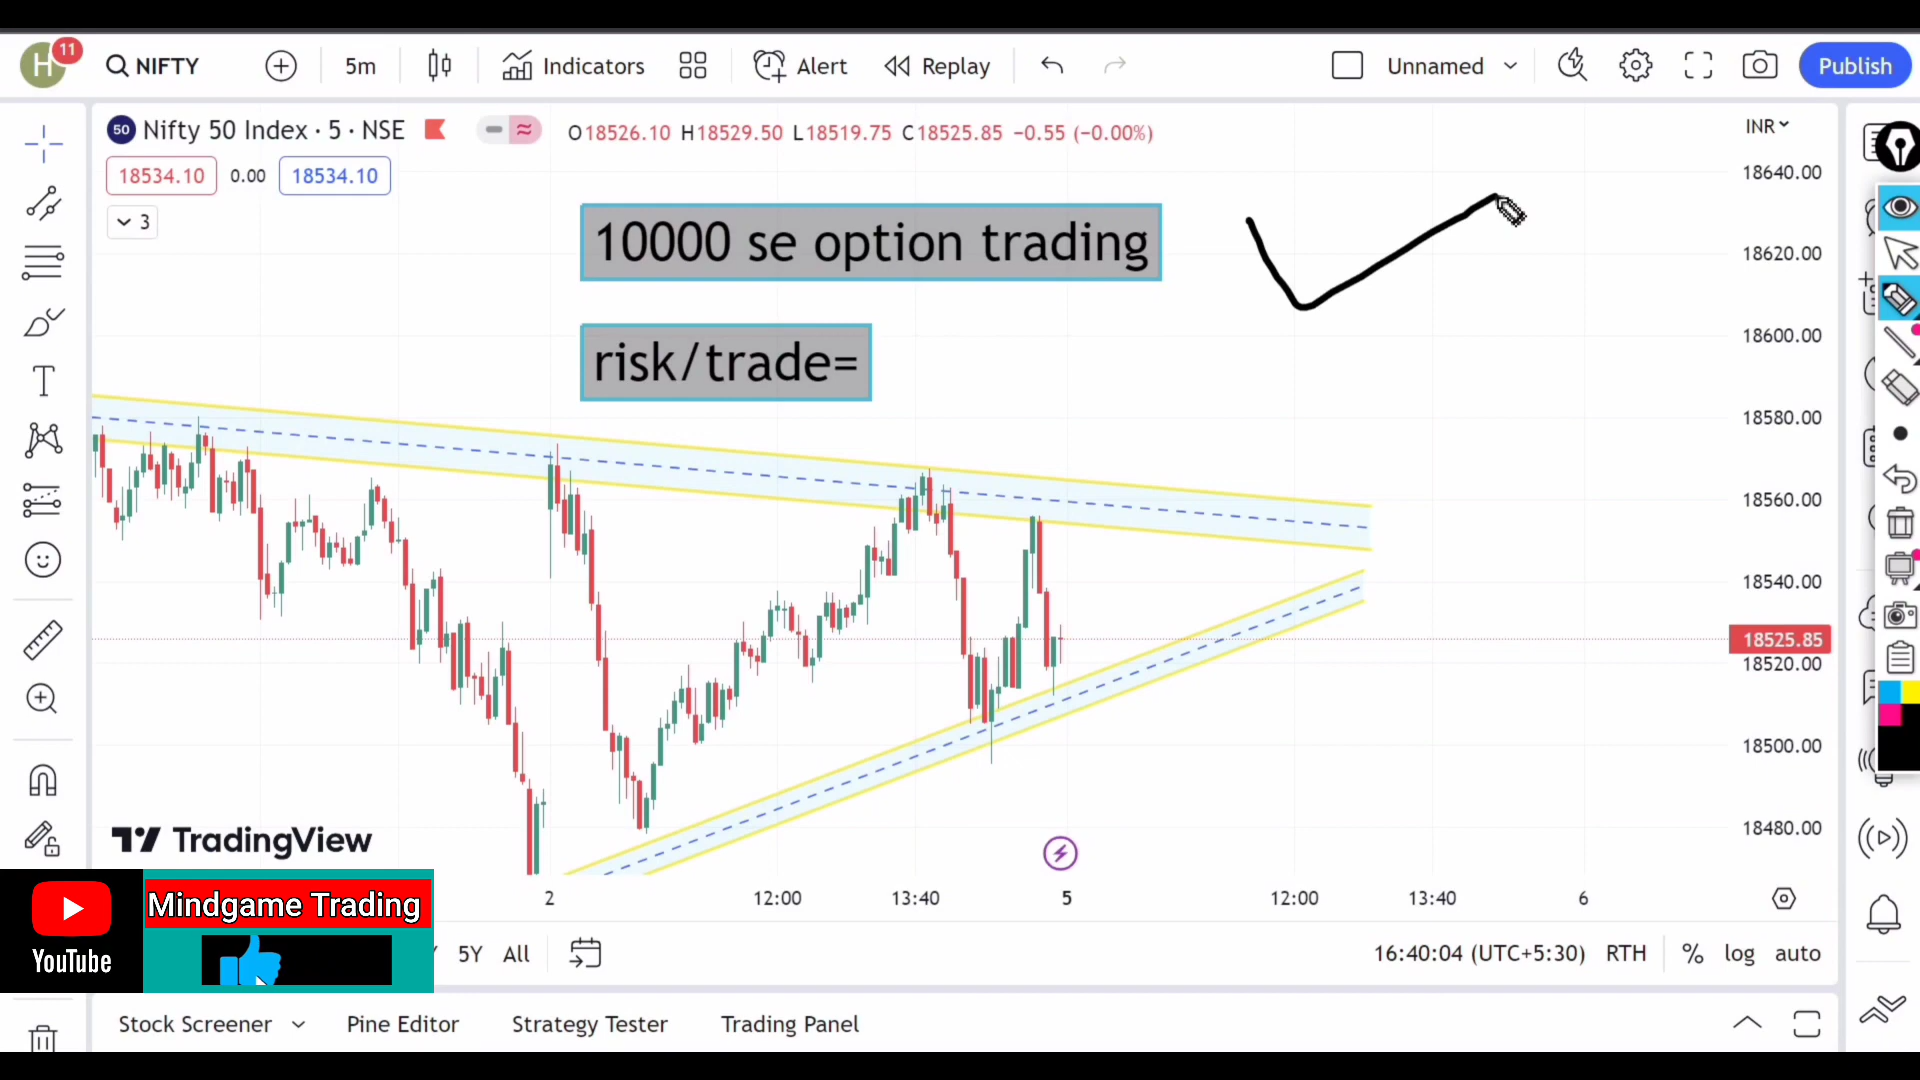 H 11 NIFTY 5m Indicators Alert Replay Unnamed Publish
50 Nifty 50 Index · 5 · NSE O18526.10 H18529.50 L18519.75 C18525.85 −0.55 (−0.00%) INR
18534.10 0.00 18534.10
3
10000 se option trading
risk/trade=
18640.00
18620.00
18600.00
18580.00
18560.00
18540.00
18525.85
18520.00
18500.00
18480.00
TradingView
2 12:00 13:40 5 12:00 13:40 6
Mindgame Trading
YouTube
5Y All 16:40:04 (UTC+5:30) RTH % log auto
Stock Screener Pine Editor Strategy Tester Trading Panel